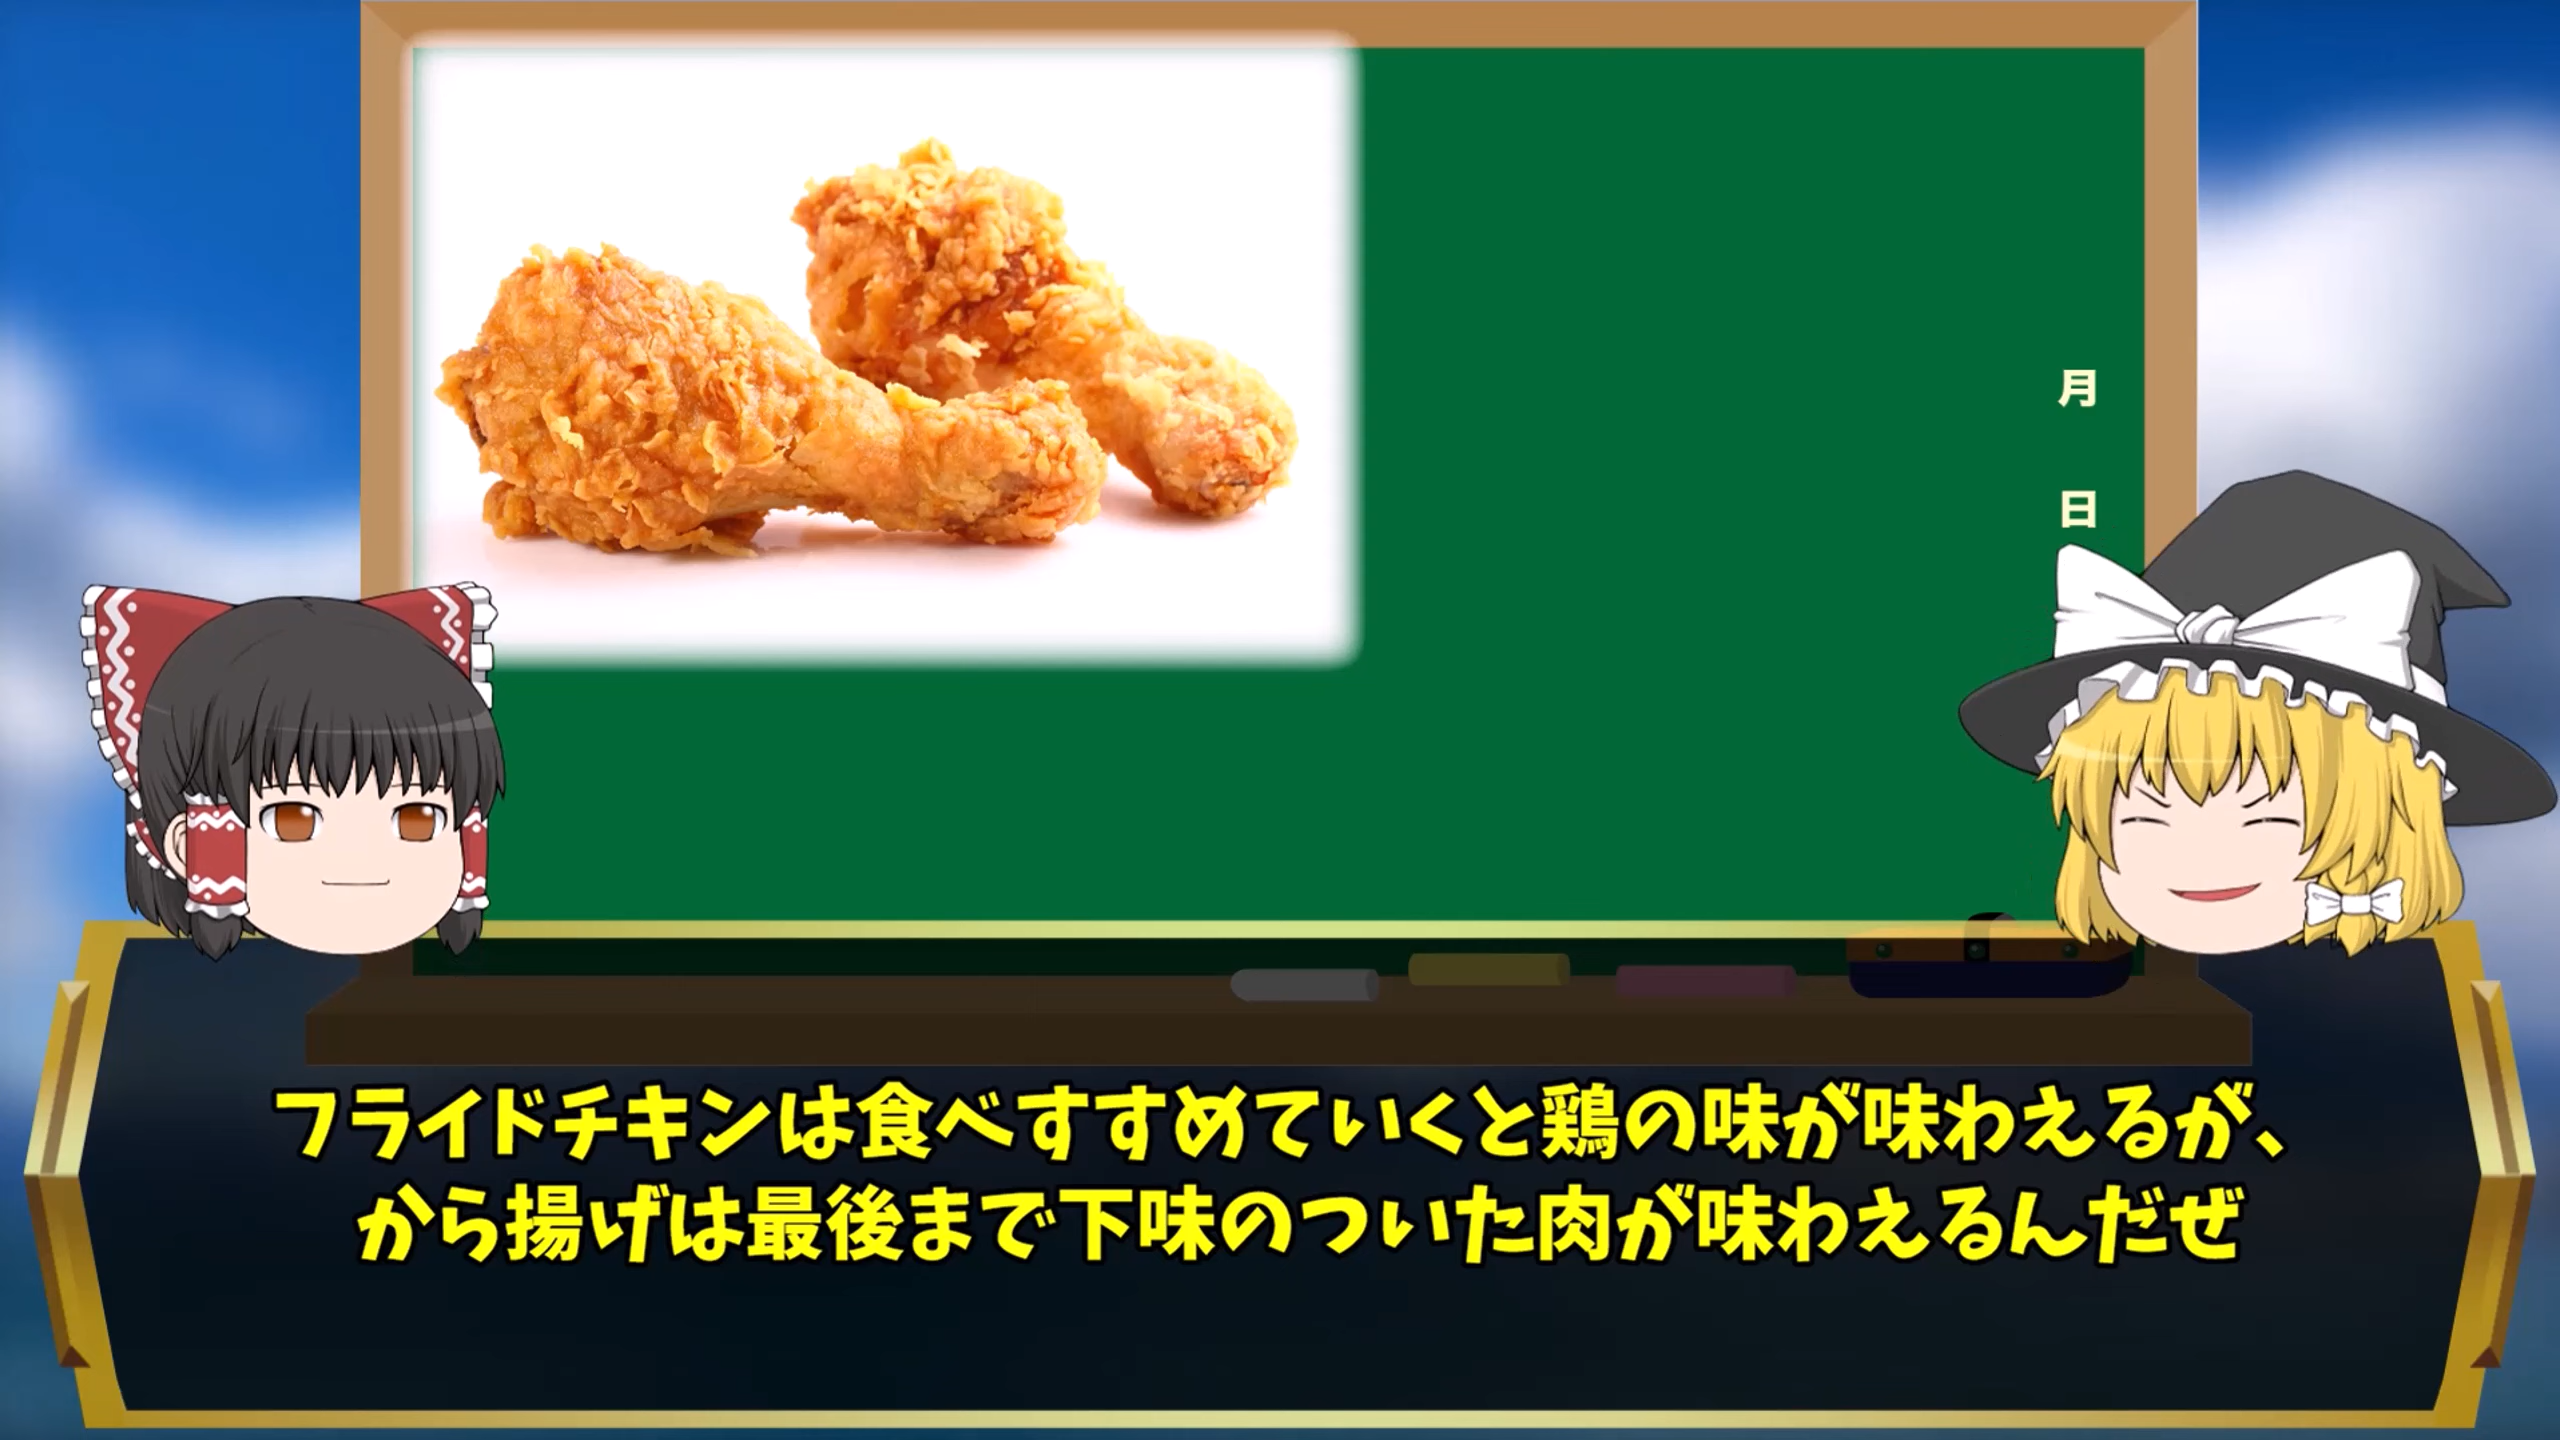 月
日
フライドチキンは食べすすめていくと鶏の味が味わえるが、
から揚げは最後まで下味のついた肉が味わえるんだぜ